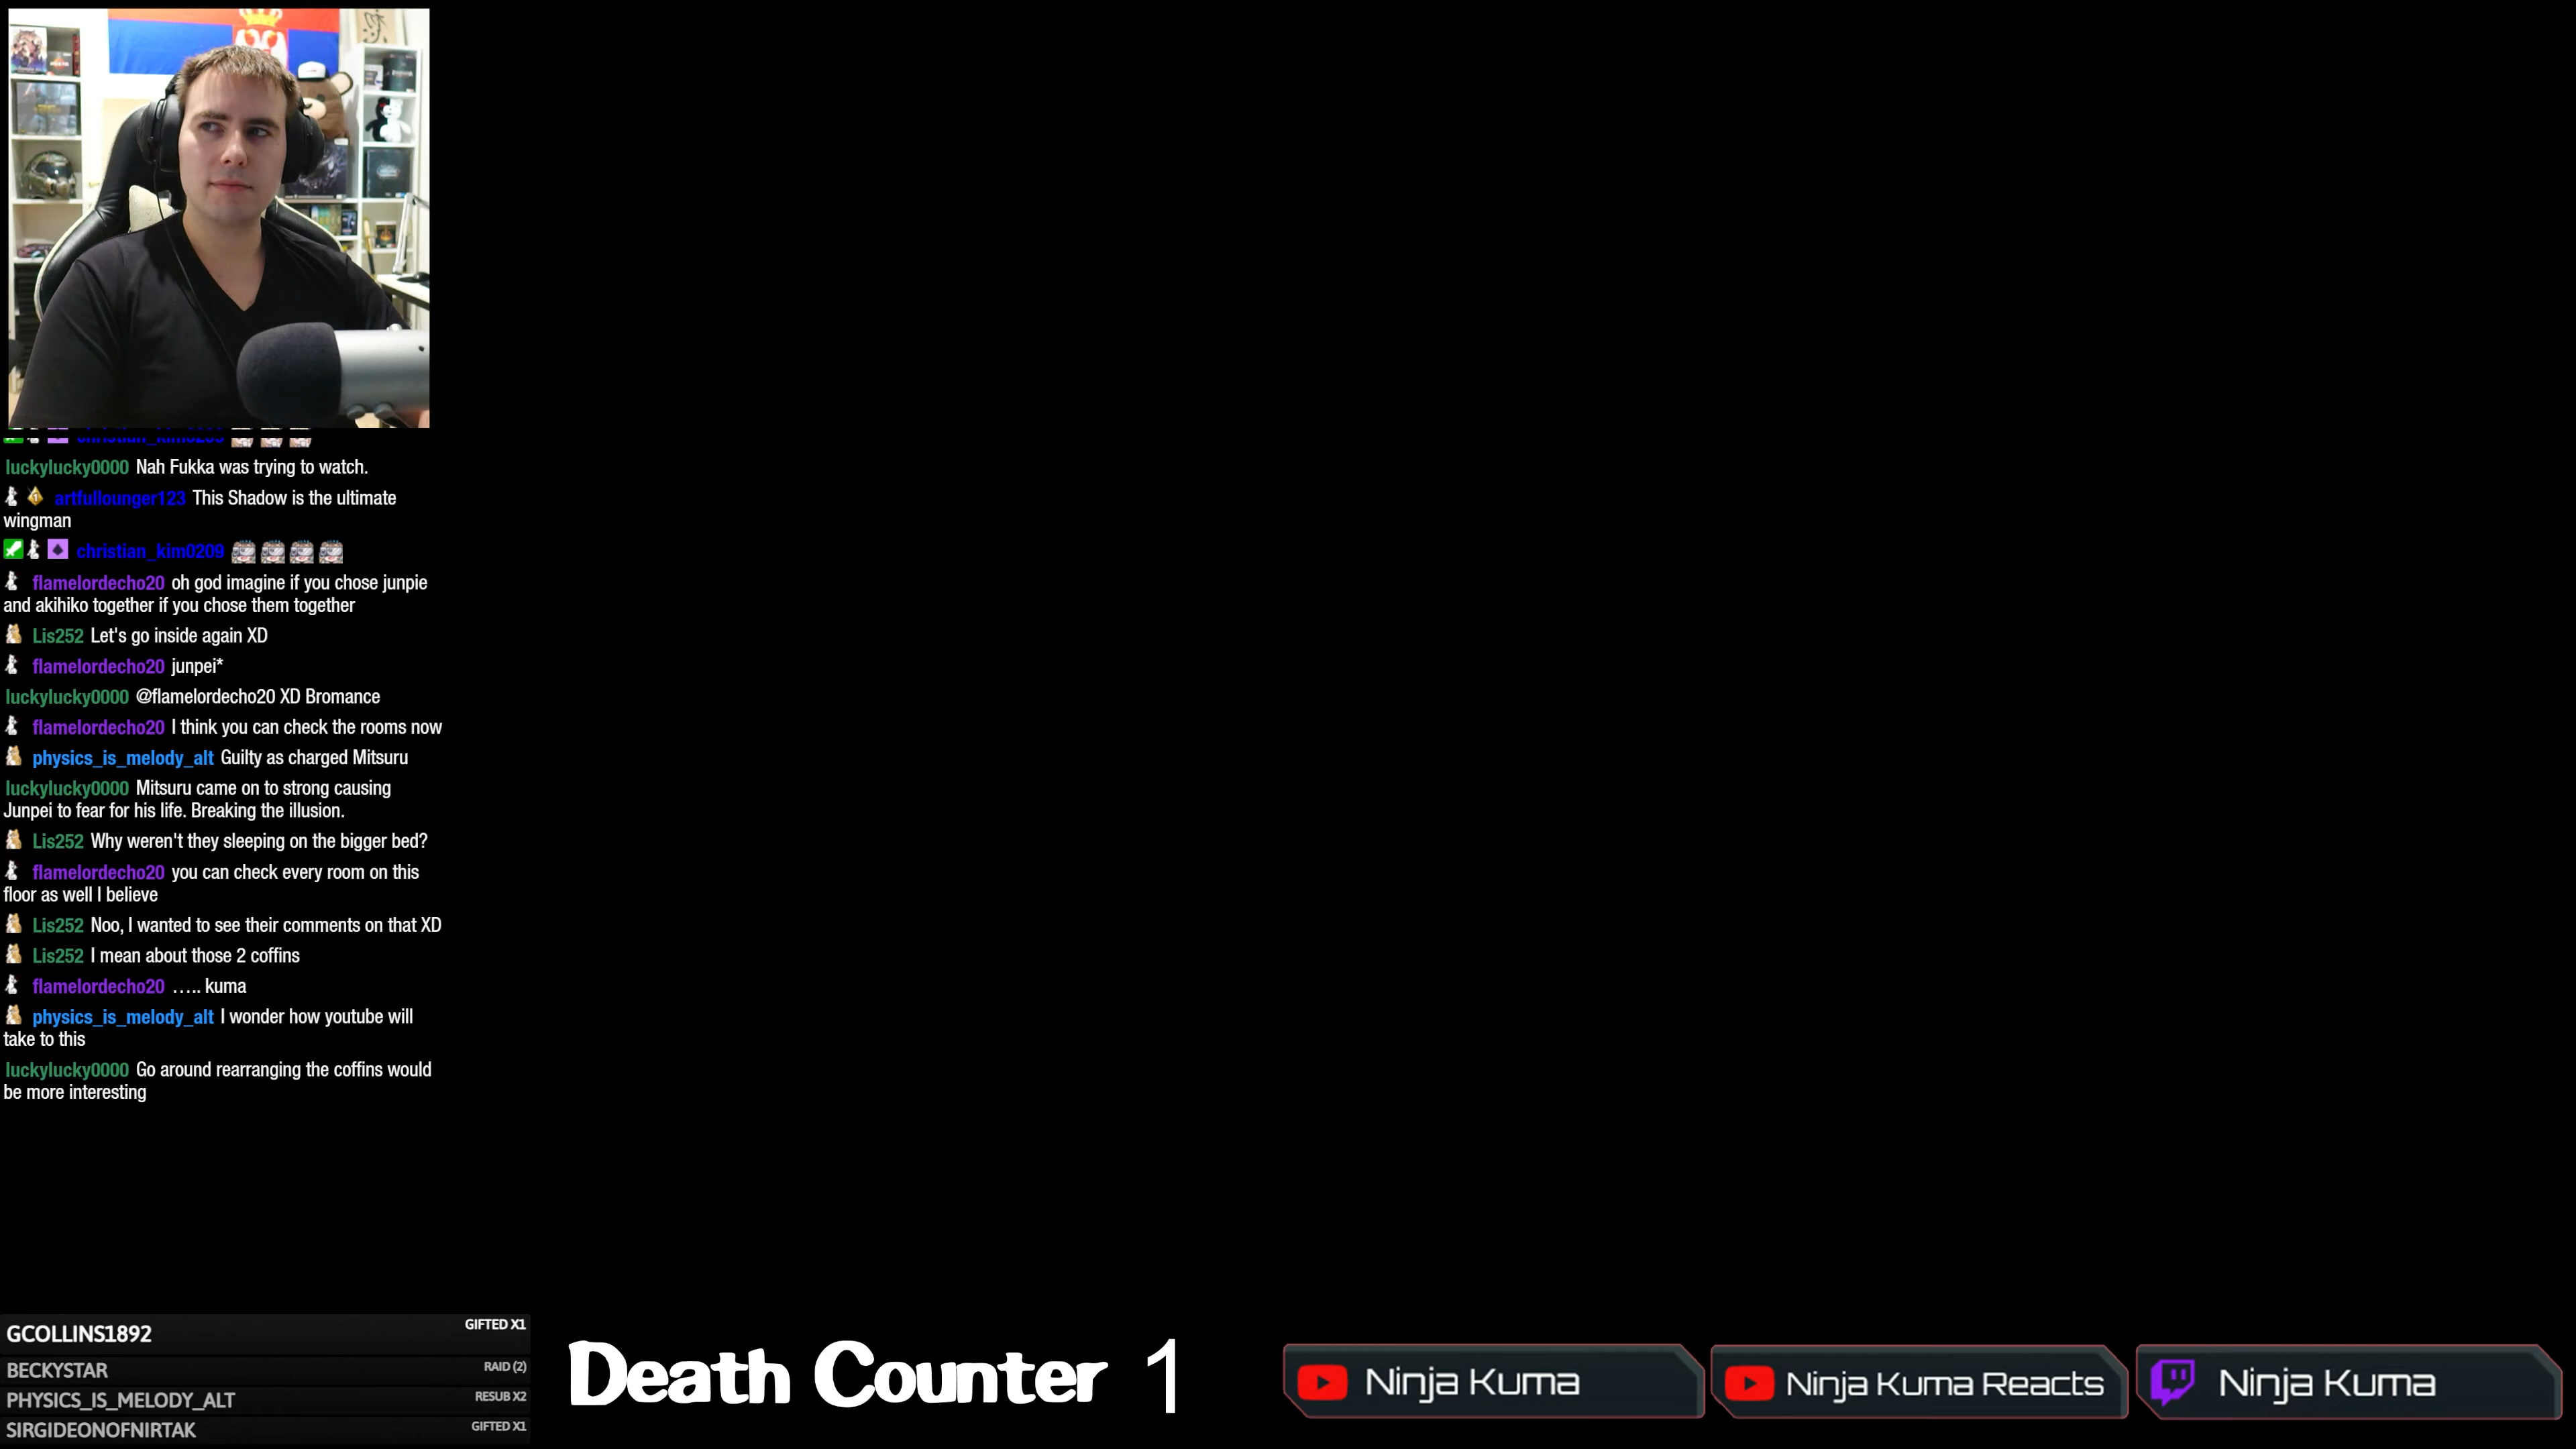 christian_kim0209
luckylucky0000 Nah Fukka was trying to watch.
artfullounger123 This Shadow is the ultimate
wingman
christian_kim0209
flamelordecho20 oh god imagine if you chose junpie
and akihiko together if you chose them together
Lis252 Let's go inside again XD
flamelordecho20 junpei*
luckylucky0000 @flamelordecho20 XD Bromance
flamelordecho20 I think you can check the rooms now
physics_is_melody_alt Guilty as charged Mitsuru
luckylucky0000 Mitsuru came on to strong causing
Junpei to fear for his life. Breaking the illusion.
Lis252 Why weren't they sleeping on the bigger bed?
flamelordecho20 you can check every room on this
floor as well I believe
Lis252 Noo, I wanted to see their comments on that XD
Lis252 I mean about those 2 coffins
flamelordecho20 ….. kuma
physics_is_melody_alt I wonder how youtube will
take to this
luckylucky0000 Go around rearranging the coffins would
be more interesting
GCOLLINS1892 GIFTED X1
BECKYSTAR RAID (2)
PHYSICS_IS_MELODY_ALT RESUB X2
SIRGIDEONOFNIRTAK GIFTED X1
Death Counter 1
Ninja Kuma
Ninja Kuma Reacts
Ninja Kuma